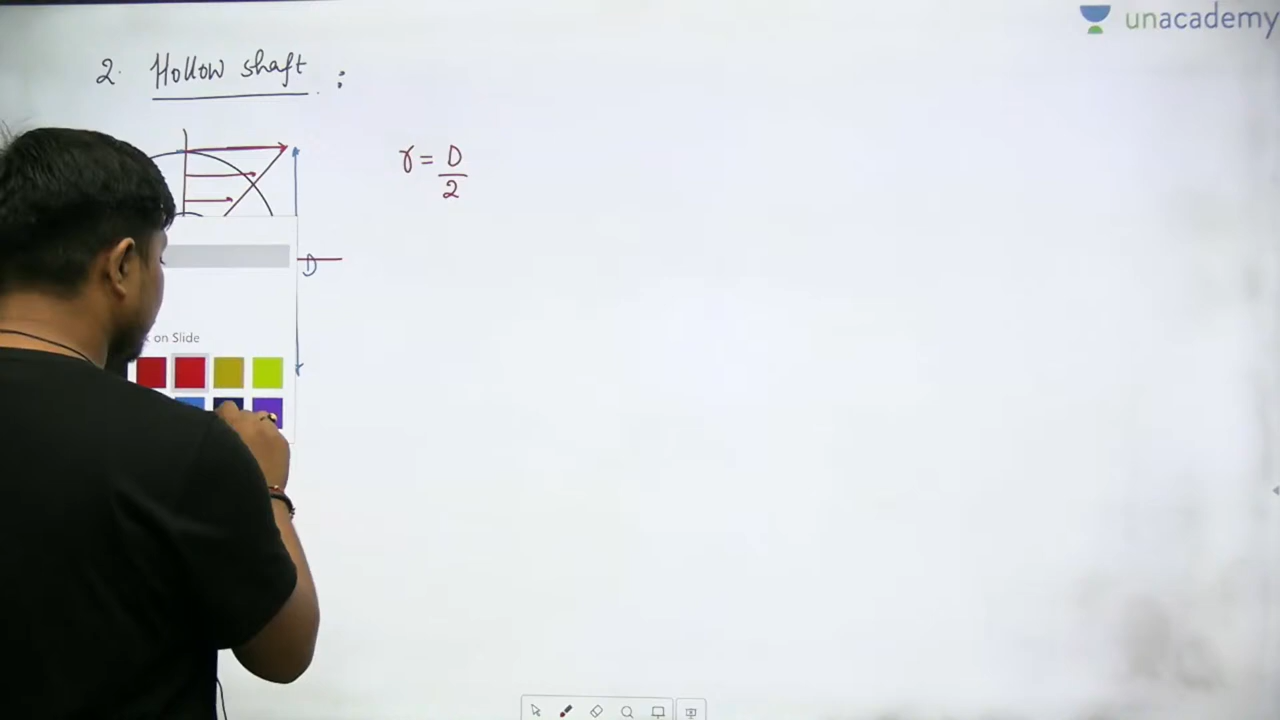 unacademy
2. Hollow shaft :
r = D/2
D
on Slide